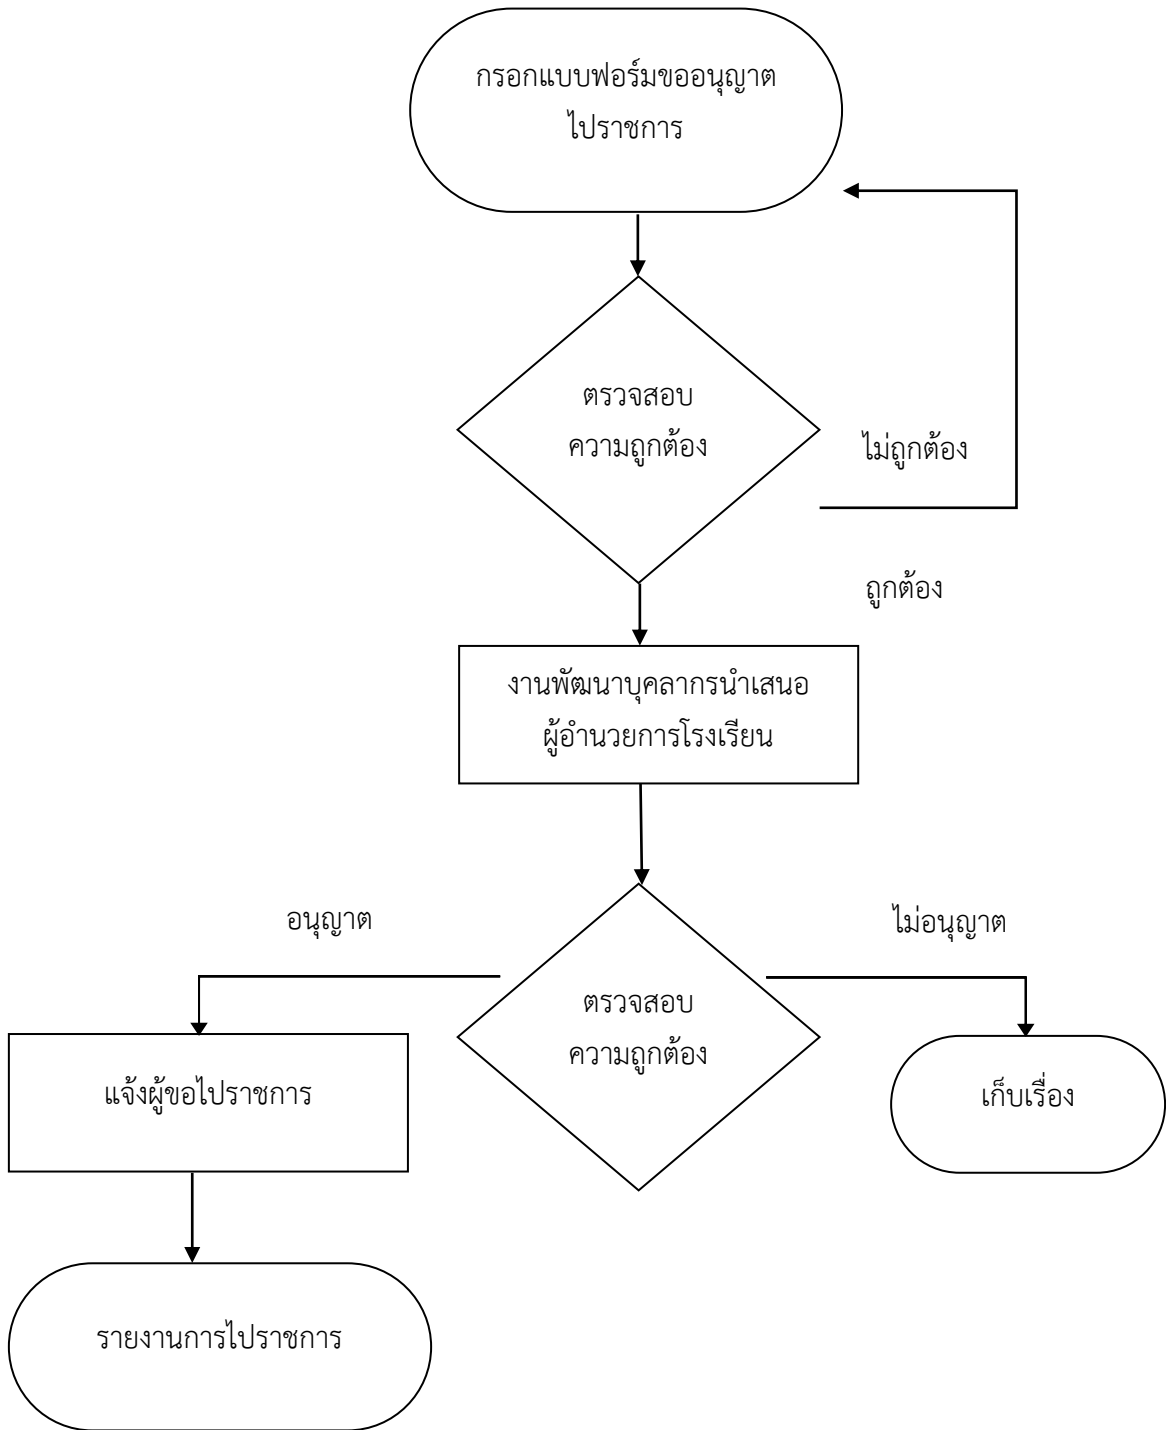 กรอกแบบฟอร์มขออนุญาต
ไปราชการ
ตรวจสอบ
ความถูกต้อง
ไม่ถูกต้อง
ถูกต้อง
งานพัฒนาบุคลากรนำเสนอ
ผู้อำนวยการโรงเรียน
อนุญาต
ไม่อนุญาต
ตรวจสอบ
ความถูกต้อง
แจ้งผู้ขอไปราชการ
เก็บเรื่อง
รายงานการไปราชการ